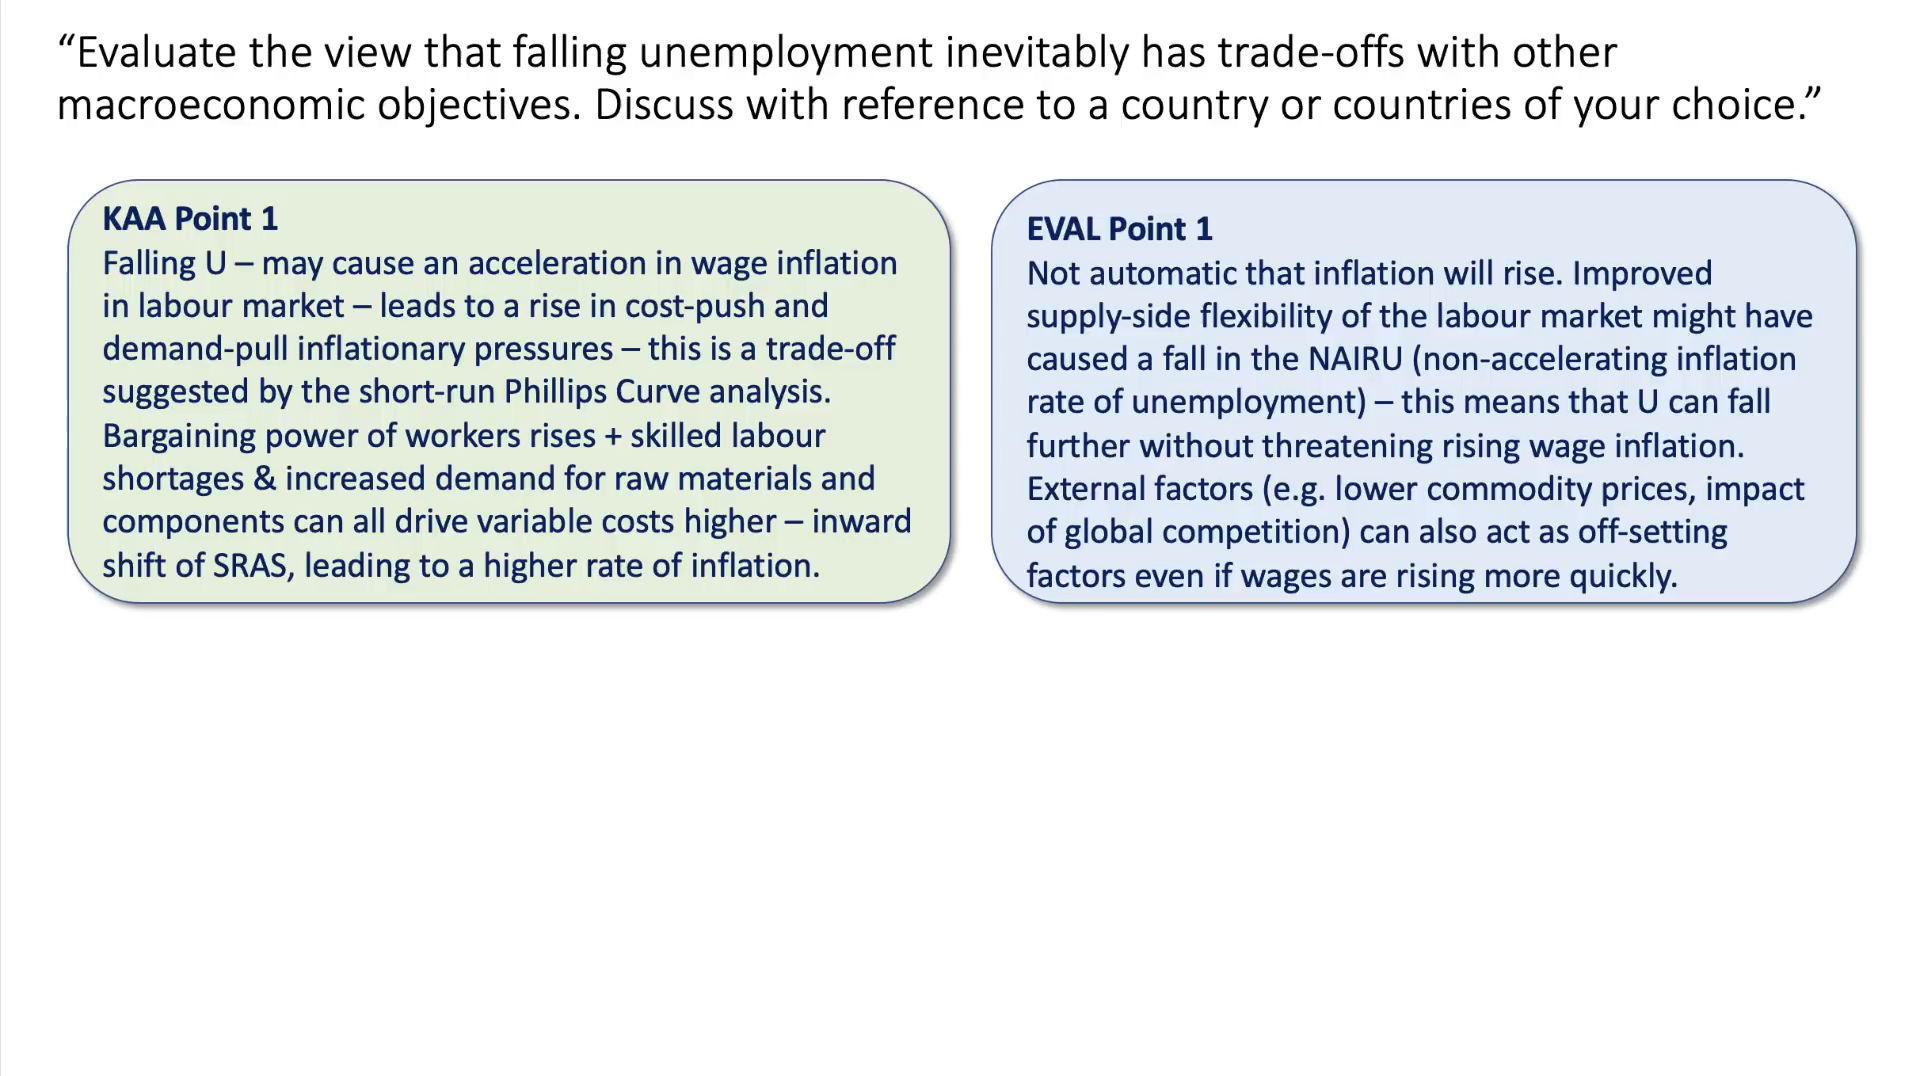 “Evaluate the view that falling unemployment inevitably has trade-offs with other
macroeconomic objectives. Discuss with reference to a country or countries of your choice.”
KAA Point 1
Falling U – may cause an acceleration in wage inflation
in labour market – leads to a rise in cost-push and
demand-pull inflationary pressures – this is a trade-off
suggested by the short-run Phillips Curve analysis.
Bargaining power of workers rises + skilled labour
shortages & increased demand for raw materials and
components can all drive variable costs higher – inward
shift of SRAS, leading to a higher rate of inflation.
EVAL Point 1
Not automatic that inflation will rise. Improved
supply-side flexibility of the labour market might have
caused a fall in the NAIRU (non-accelerating inflation
rate of unemployment) – this means that U can fall
further without threatening rising wage inflation.
External factors (e.g. lower commodity prices, impact
of global competition) can also act as off-setting
factors even if wages are rising more quickly.